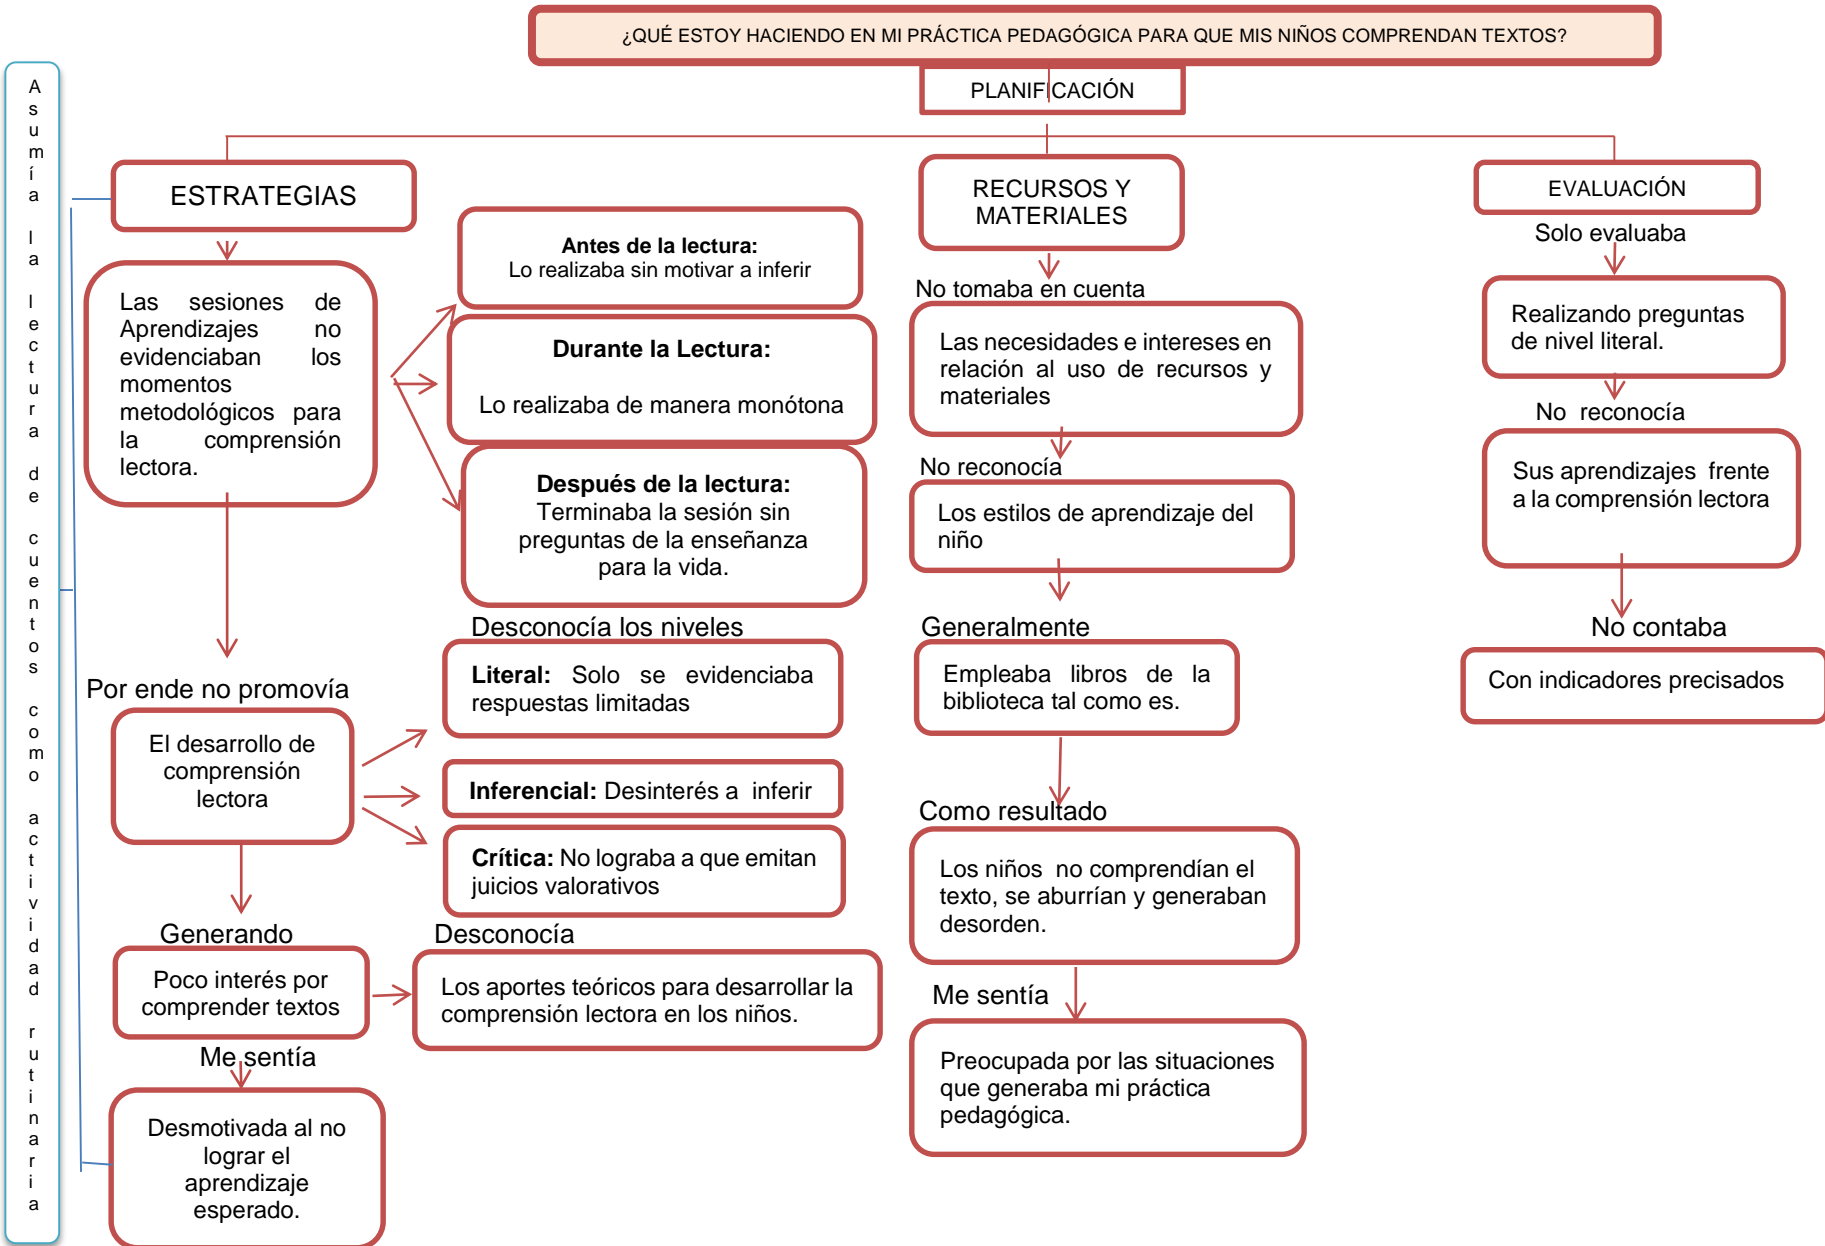 ¿QUÉ ESTOY HACIENDO EN MI PRÁCTICA PEDAGÓGICA PARA QUE MIS NIÑOS COMPRENDAN TEXTOS?
PLANIFICACIÓN
Asumía la lectura de cuentos como actividad rutinaria
ESTRATEGIAS
Las sesiones de
Aprendizajes no
evidenciaban los
momentos
metodológicos para
la comprensión
lectora.
Antes de la lectura:
Lo realizaba sin motivar a inferir
Durante la Lectura:
Lo realizaba de manera monótona
Después de la lectura:
Terminaba la sesión sin
preguntas de la enseñanza
para la vida.
Por ende no promovía
El desarrollo de
comprensión
lectora
Desconocía los niveles
Literal: Solo se evidenciaba
respuestas limitadas
Inferencial: Desinterés a inferir
Crítica: No lograba a que emitan
juicios valorativos
Generando
Poco interés por
comprender textos
Desconocía
Los aportes teóricos para desarrollar la
comprensión lectora en los niños.
Me sentía
Desmotivada al no
lograr el
aprendizaje
esperado.
RECURSOS Y
MATERIALES
No tomaba en cuenta
Las necesidades e intereses en
relación al uso de recursos y
materiales
No reconocía
Los estilos de aprendizaje del
niño
Generalmente
Empleaba libros de la
biblioteca tal como es.
Como resultado
Los niños no comprendían el
texto, se aburrían y generaban
desorden.
Me sentía
Preocupada por las situaciones
que generaba mi práctica
pedagógica.
EVALUACIÓN
Solo evaluaba
Realizando preguntas
de nivel literal.
No reconocía
Sus aprendizajes frente
a la comprensión lectora
No contaba
Con indicadores precisados